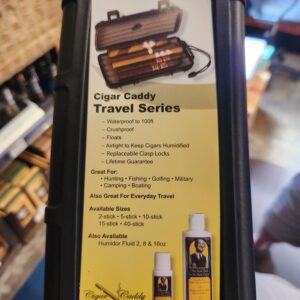 Cigar Caddy
Travel Series
– Waterproof to 100ft
– Crushproof
– Floats
– Airtight to Keep Cigars Humidified
– Replaceable Clasp Locks
– Lifetime Guarantee
Great For:
• Hunting • Fishing • Golfing • Military
• Camping • Boating
Also Great For Everyday Travel
Available Sizes
2-stick • 5-stick • 10-stick
15-stick • 40-stick
Also Available
Humidor Fluid 2, 8 & 16oz
Cigar Caddy